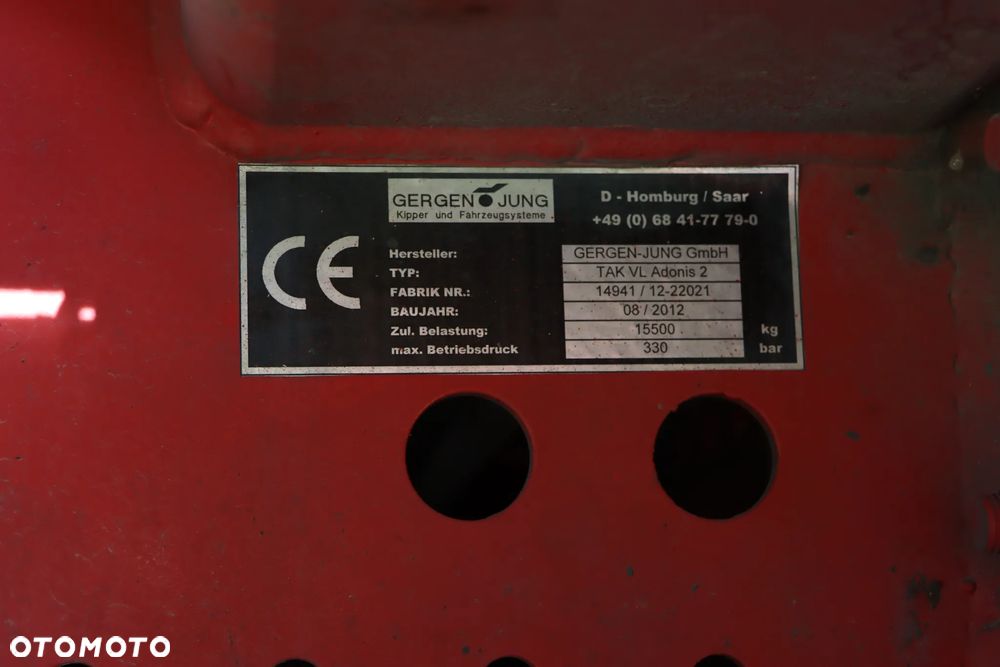 GERGEN JUNG
Kipper und Fahrzeugsysteme
D - Homburg / Saar
+49 (0) 68 41-77 79-0
CE
Hersteller: GERGEN-JUNG GmbH
TYP: TAK VL Adonis 2
FABRIK NR.: 14941 / 12-22021
BAUJAHR: 08 / 2012
Zul. Belastung: 15500 kg
max. Betriebsdruck 330 bar
OTOMOTO